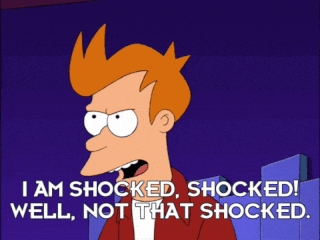 I AM SHOCKED, SHOCKED!
WELL, NOT THAT SHOCKED.